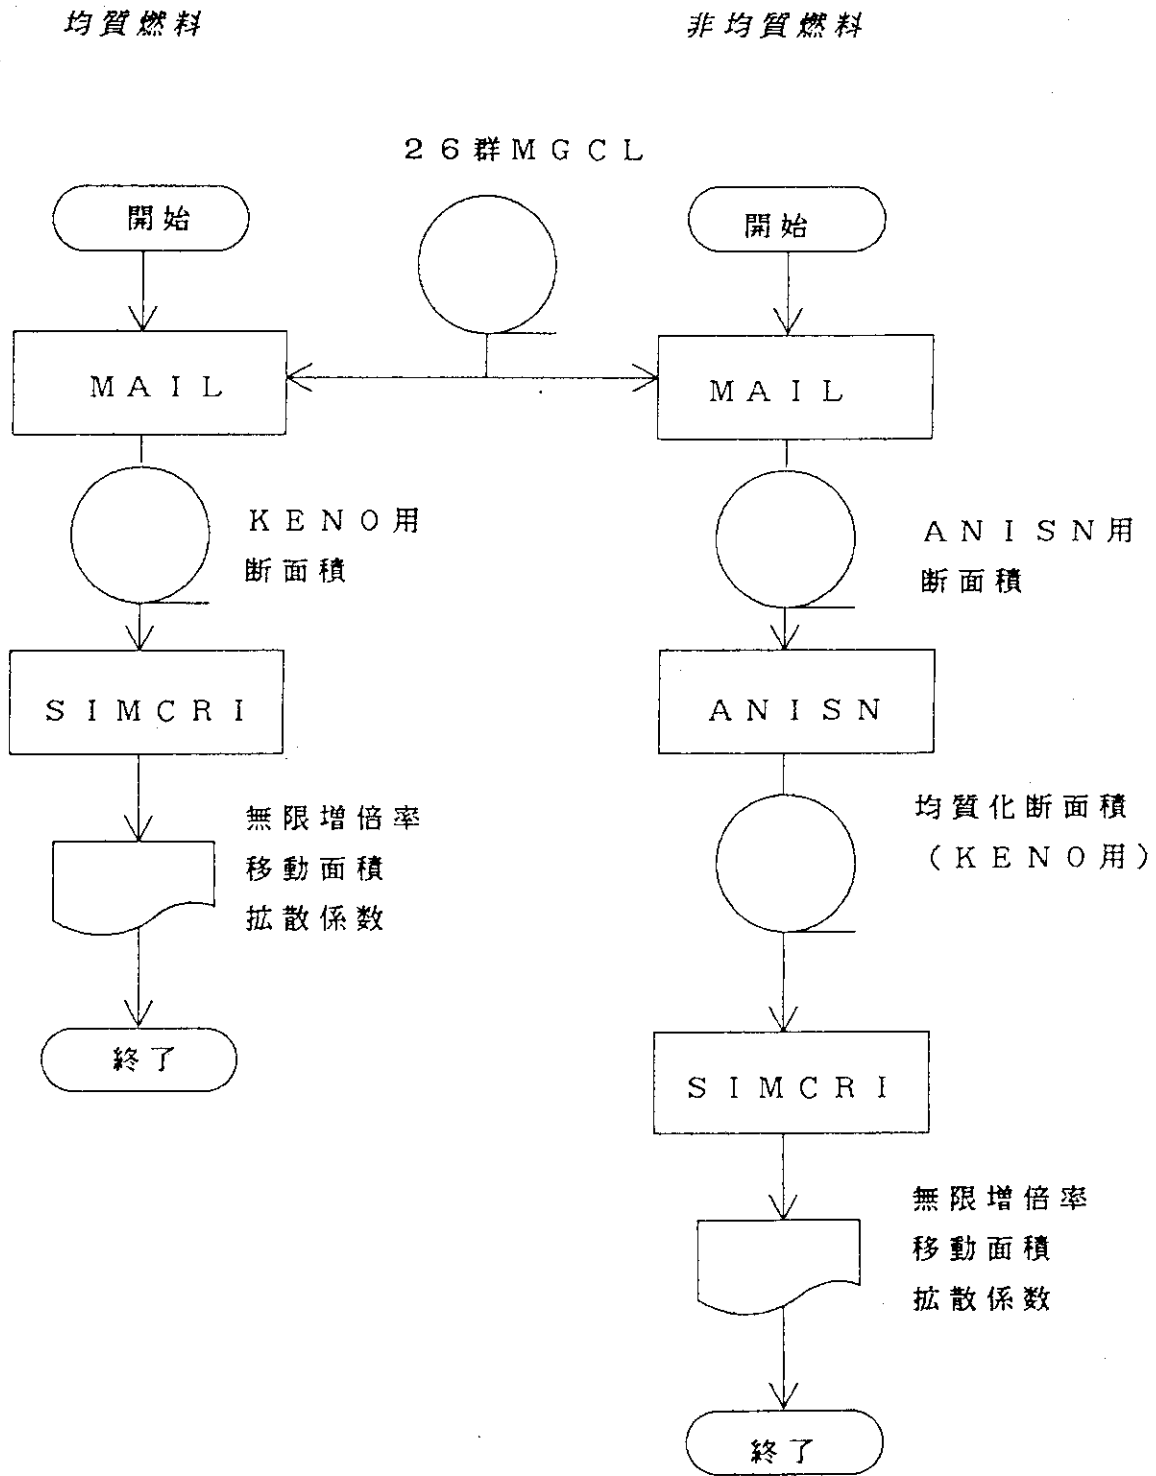 均質燃料
非均質燃料
26群MGCL
開始
開始
MAIL
MAIL
KENO用
断面積
ANISN用
断面積
SIMCRI
ANISN
無限増倍率
移動面積
拡散係数
均質化断面積
(KENO用)
終了
SIMCRI
無限増倍率
移動面積
拡散係数
終了